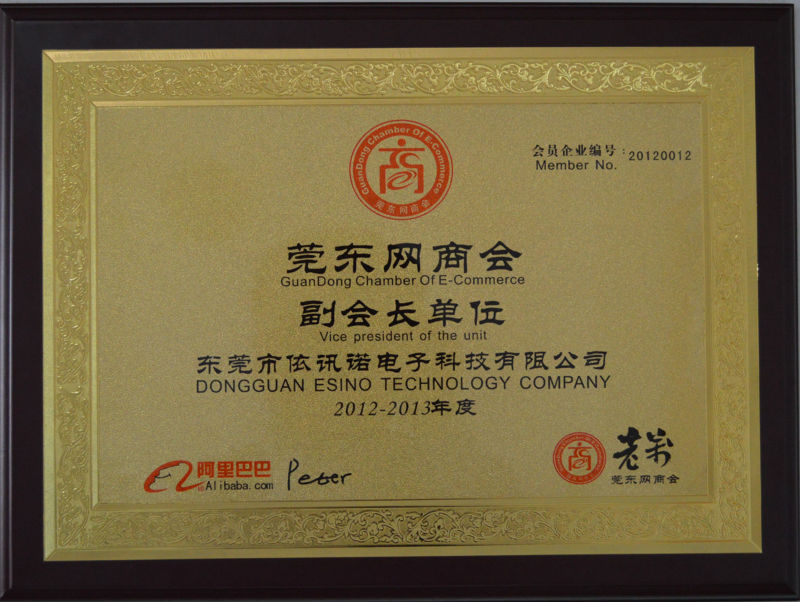 GuanDong Chamber Of E-Commerce
莞东网商会
会员企业编号：20120012
Member No.
莞东网商会
GuanDong Chamber Of E-Commerce
副会长单位
Vice president of the unit
东莞市依讯诺电子科技有限公司
DONGGUAN ESINO TECHNOLOGY COMPANY
2012-2013年度
阿里巴巴
Alibaba.com
Peter
莞东网商会